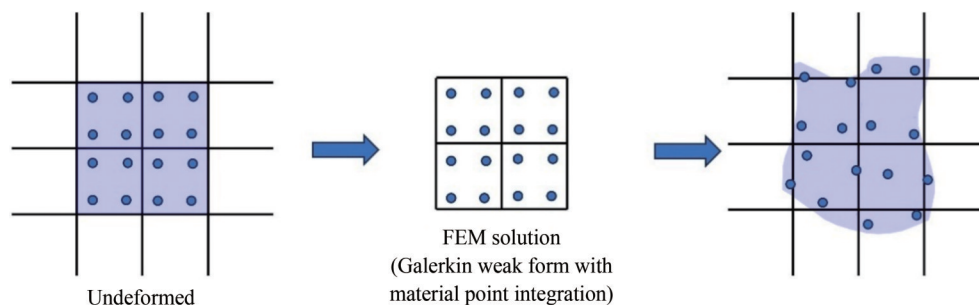 Undeformed
FEM solution
(Galerkin weak form with
material point integration)